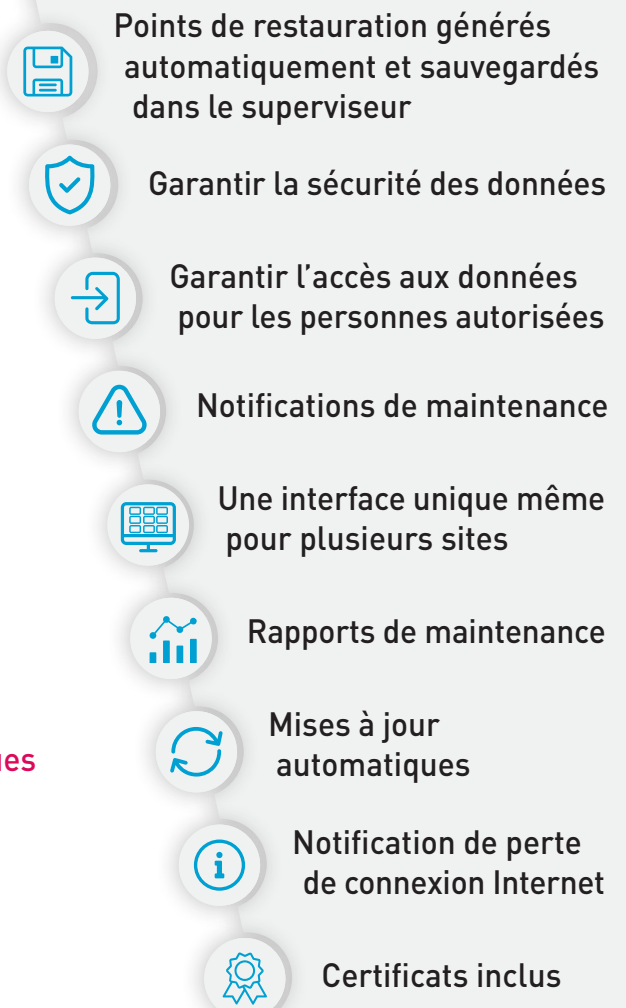 Points de restauration générés
automatiquement et sauvegardés
dans le superviseur
Garantir la sécurité des données
Garantir l'accès aux données
pour les personnes autorisées
Notifications de maintenance
Une interface unique même
pour plusieurs sites
Rapports de maintenance
Mises à jour
automatiques
Notification de perte
de connexion Internet
Certificats inclus